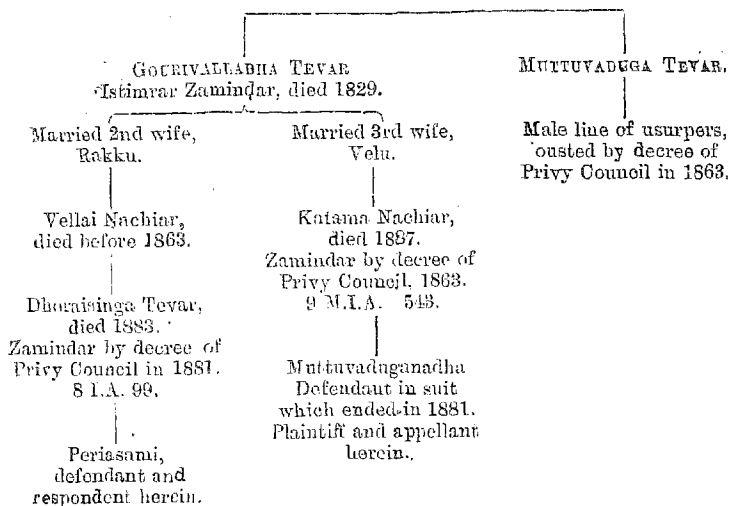 GOURIVALLABHA TEVAR
Istimrar Zamindar, died 1829.
MUTTUVADUGA TEVAR.
Married 2nd wife,
Rakku.
Married 3rd wife,
Velu.
Male line of usurpers,
ousted by decree of
Privy Council in 1863.
Vellai Nachiar,
died before 1863.
Katama Nachiar,
died 1887.
Zamindar by decree of
Privy Council, 1863.
9 M.I.A. 543.
Dhoraisinga Tevar,
died 1883.
Zamindar by decree of
Privy Council in 1881.
8 I.A. 99.
Muttuvaduganadha
Defendant in suit
which ended in 1881.
Plaintiff and appellant
herein.
Periasami,
defendant and
respondent herein.